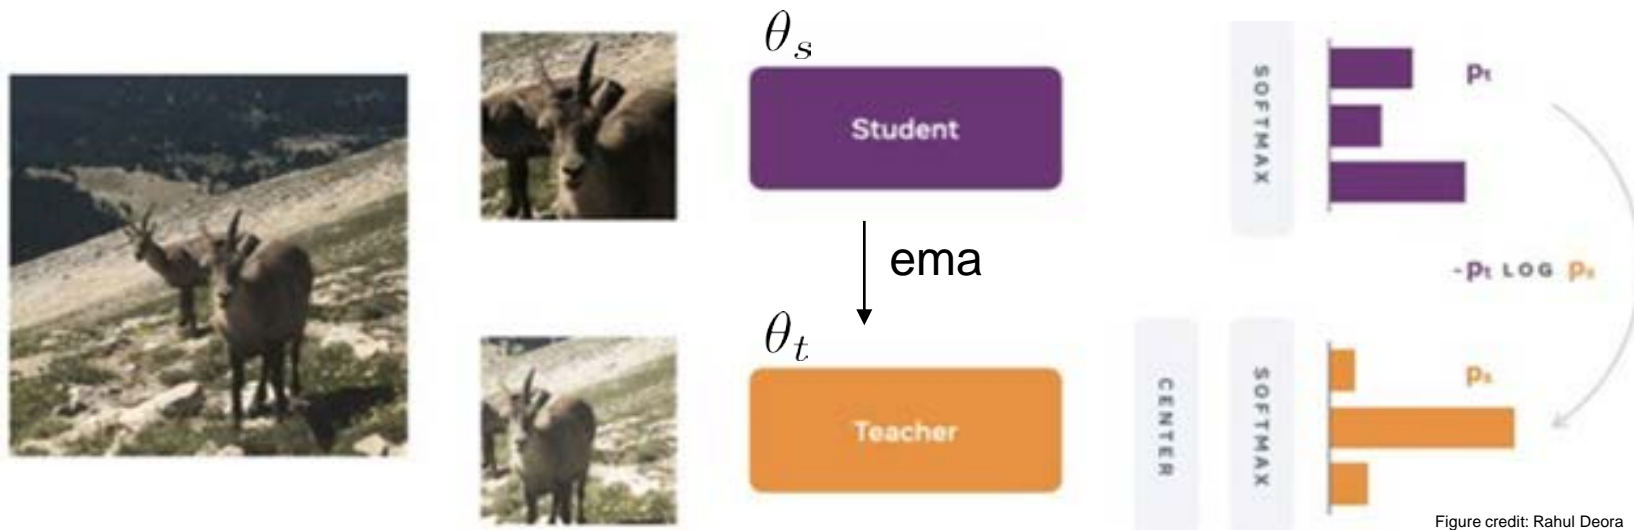 θs
Student
SOFTMAX
pt
ema
-pt LOG ps
θt
Teacher
CENTER
SOFTMAX
ps
Figure credit: Rahul Deora